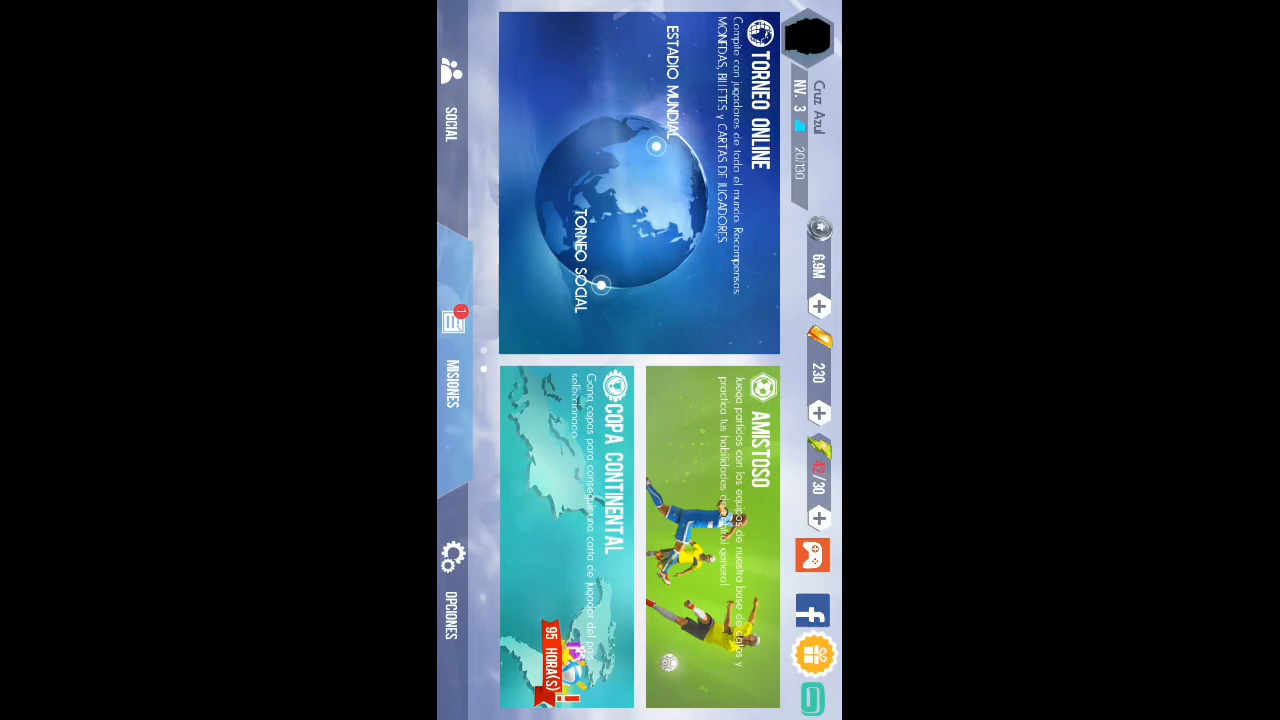 Cruz Azul
NV. 3
20/130
6.9M
230
42/30
TORNEO ONLINE
Compite con jugadores de todo el mundo. Recompensas:
MONEDAS, BILLETES y CARTAS DE JUGADORES.
ESTADIO MUNDIAL
TORNEO SOCIAL
AMISTOSO
Juega partidos con los equipos de nuestra base de datos y
practica tus habilidades de control general.
COPA CONTINENTAL
Gana copas para conseguir una carta de jugador del país
seleccionado.
95 HORA(S)
SOCIAL
1
MISIONES
OPCIONES